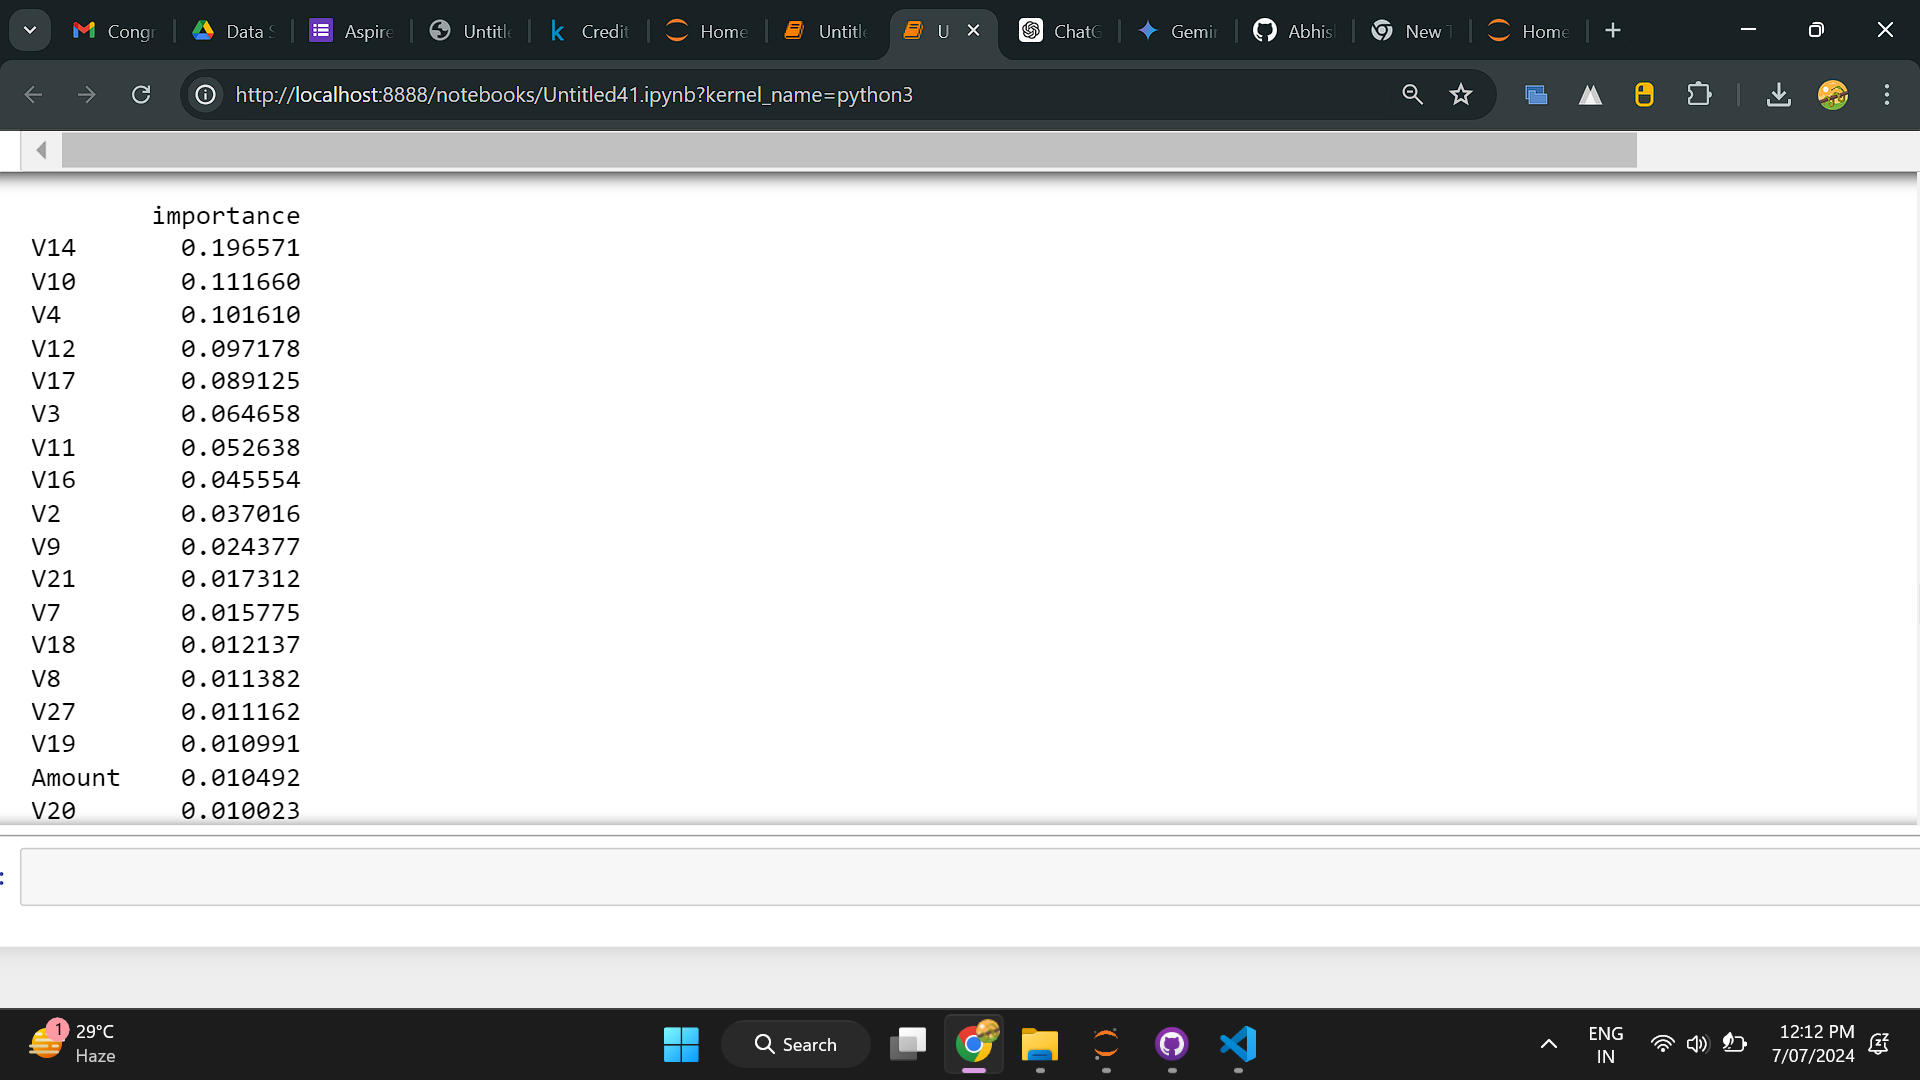 Congr
Data S
Aspire
Untitle
Credit
Home
Untitle
U
ChatG
Gemin
Abhish
New T
Home
http://localhost:8888/notebooks/Untitled41.ipynb?kernel_name=python3
importance
V14 0.196571
V10 0.111660
V4 0.101610
V12 0.097178
V17 0.089125
V3 0.064658
V11 0.052638
V16 0.045554
V2 0.037016
V9 0.024377
V21 0.017312
V7 0.015775
V18 0.012137
V8 0.011382
V27 0.011162
V19 0.010991
Amount 0.010492
V20 0.010023
:
1
29°C
Haze
Search
ENG
IN
12:12 PM
7/07/2024